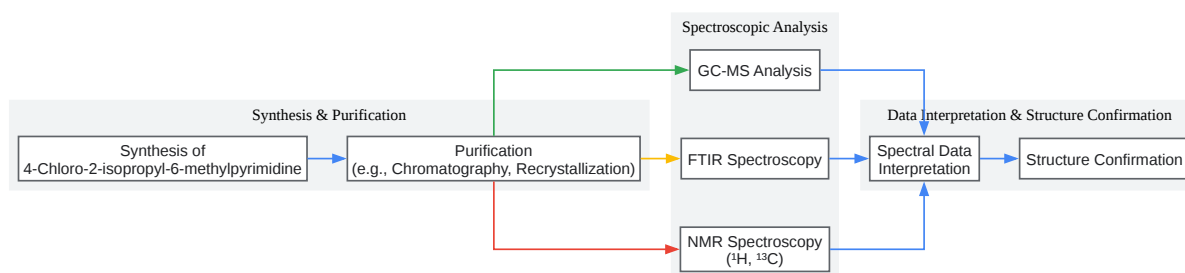 Spectroscopic Analysis
GC-MS Analysis
Synthesis & Purification
Data Interpretation & Structure Confirmation
Synthesis of
4-Chloro-2-isopropyl-6-methylpyrimidine
Purification
(e.g., Chromatography, Recrystallization)
FTIR Spectroscopy
Spectral Data
Interpretation
Structure Confirmation
NMR Spectroscopy
(¹H, ¹³C)